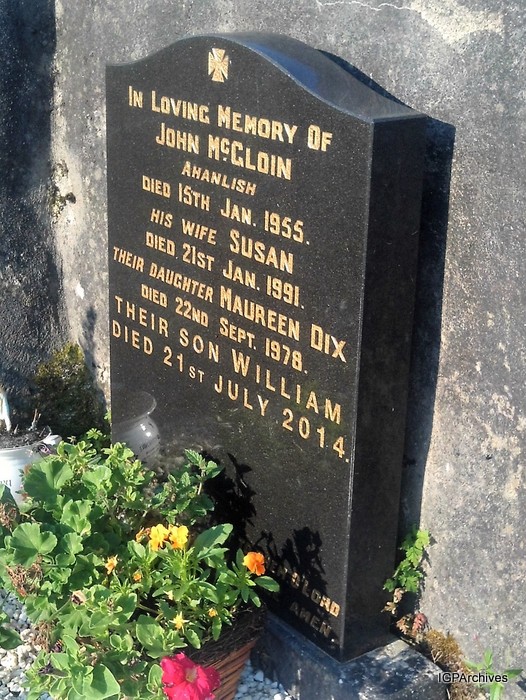 IN LOVING MEMORY OF
JOHN McGLOIN
AHANLISH
DIED 15TH JAN. 1955.
HIS WIFE SUSAN
DIED. 21ST JAN. 1991.
THEIR DAUGHTER MAUREEN DIX
DIED 22ND SEPT. 1978.
THEIR SON WILLIAM
DIED 21ST JULY 2014.
LORD
AMEN
IGPArchives